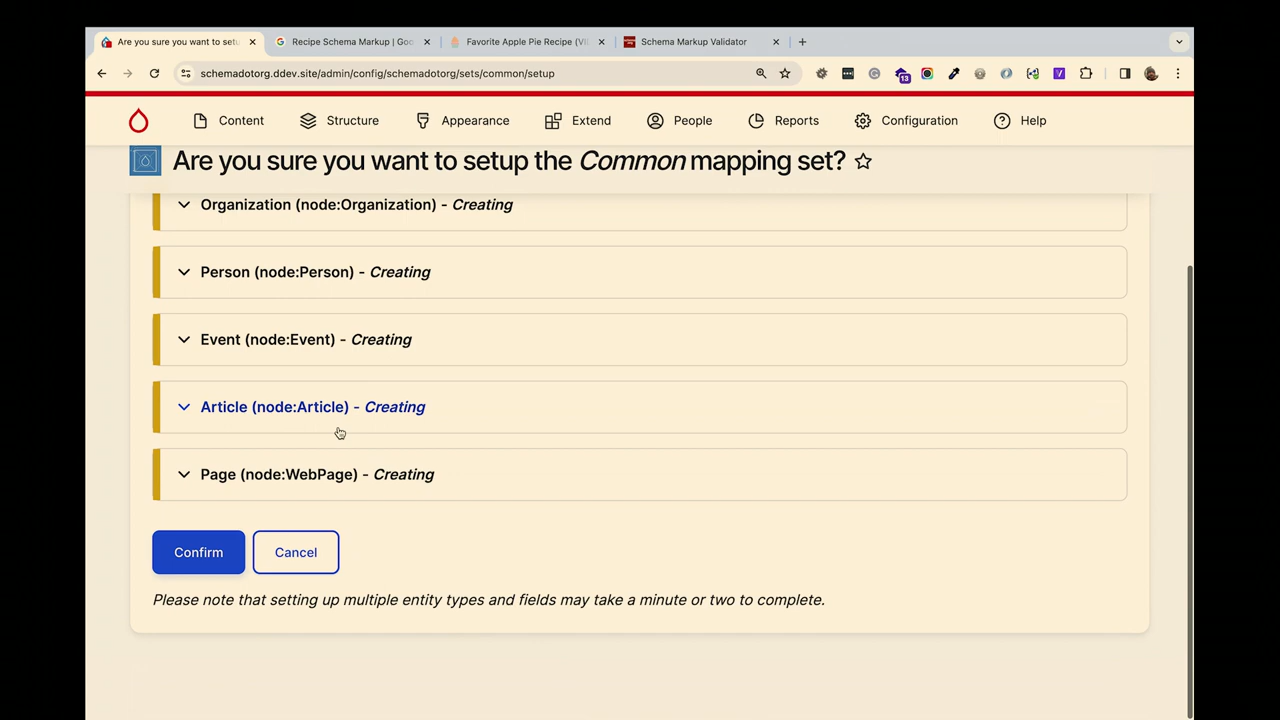 Are you sure you want to setu
Recipe Schema Markup | Goo
Favorite Apple Pie Recipe (VI
Schema Markup Validator
schemadotorg.ddev.site/admin/config/schemadotorg/sets/common/setup
13
Content
Structure
Appearance
Extend
People
Reports
Configuration
Help
Are you sure you want to setup the Common mapping set?
Organization (node:Organization) - Creating
Person (node:Person) - Creating
Event (node:Event) - Creating
Article (node:Article) - Creating
Page (node:WebPage) - Creating
Confirm
Cancel
Please note that setting up multiple entity types and fields may take a minute or two to complete.